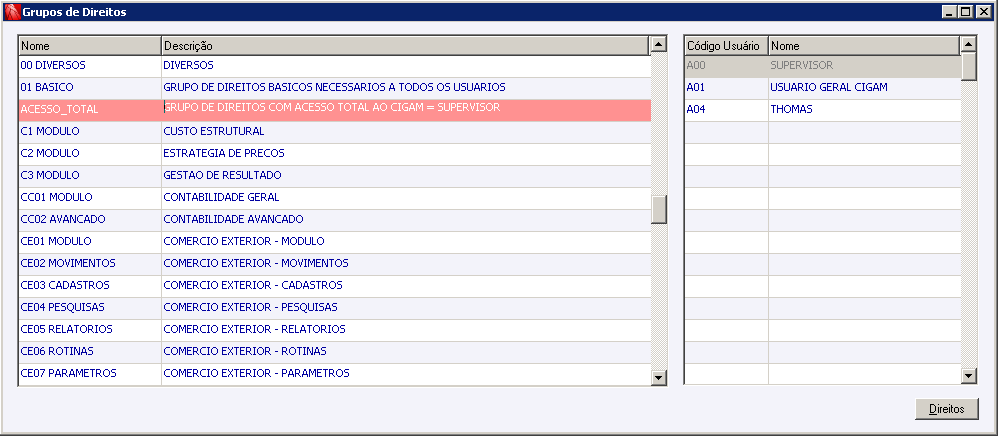 Grupos de Direitos
Nome Descrição
00 DIVERSOS DIVERSOS
01 BASICO GRUPO DE DIREITOS BASICOS NECESSARIOS A TODOS OS USUARIOS
ACESSO_TOTAL GRUPO DE DIREITOS COM ACESSO TOTAL AO CIGAM = SUPERVISOR
C1 MODULO CUSTO ESTRUTURAL
C2 MODULO ESTRATEGIA DE PRECOS
C3 MODULO GESTAO DE RESULTADO
CC01 MODULO CONTABILIDADE GERAL
CC02 AVANCADO CONTABILIDADE AVANCADO
CE01 MODULO COMERCIO EXTERIOR - MODULO
CE02 MOVIMENTOS COMERCIO EXTERIOR - MOVIMENTOS
CE03 CADASTROS COMERCIO EXTERIOR - CADASTROS
CE04 PESQUISAS COMERCIO EXTERIOR - PESQUISAS
CE05 RELATORIOS COMERCIO EXTERIOR - RELATORIOS
CE06 ROTINAS COMERCIO EXTERIOR - ROTINAS
CE07 PARAMETROS COMERCIO EXTERIOR - PARAMETROS
Código Usuário Nome
A00 SUPERVISOR
A01 USUARIO GERAL CIGAM
A04 THOMAS
Direitos